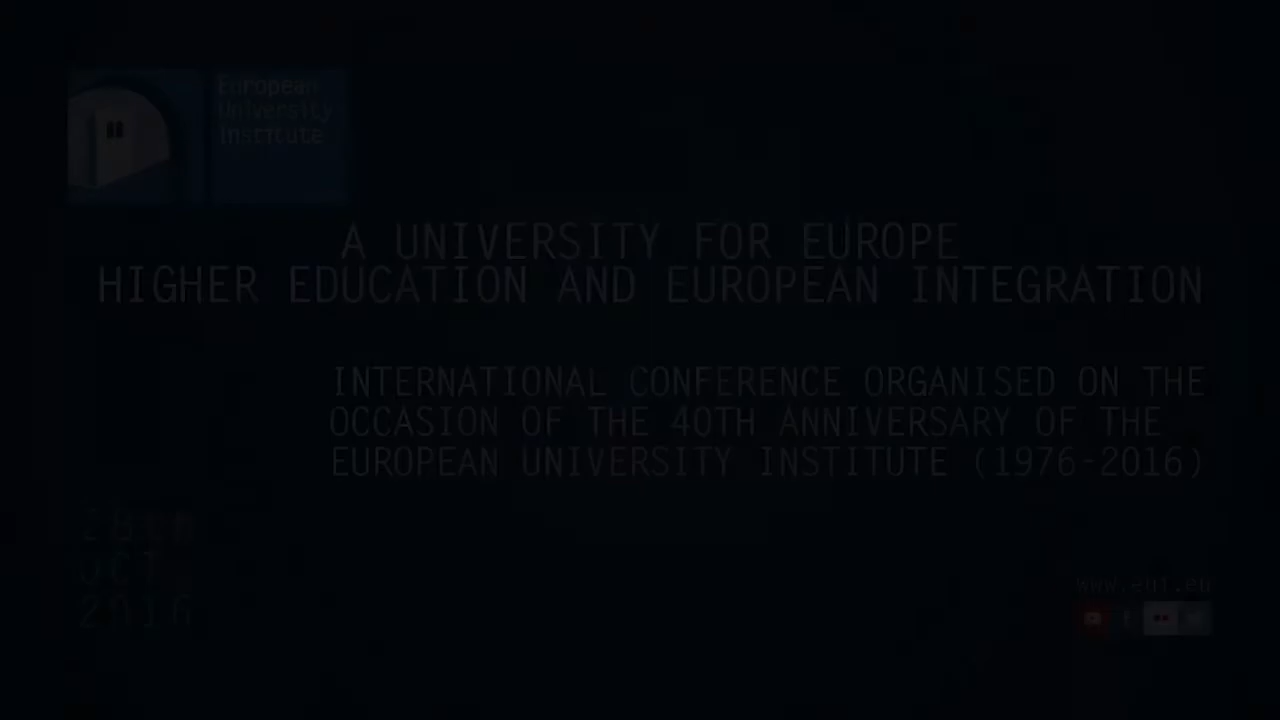 European
University
Institute
A UNIVERSITY FOR EUROPE
HIGHER EDUCATION AND EUROPEAN INTEGRATION
INTERNATIONAL CONFERENCE ORGANISED ON THE
OCCASION OF THE 40TH ANNIVERSARY OF THE
EUROPEAN UNIVERSITY INSTITUTE (1976-2016)
OCT
2016
www.eui.eu